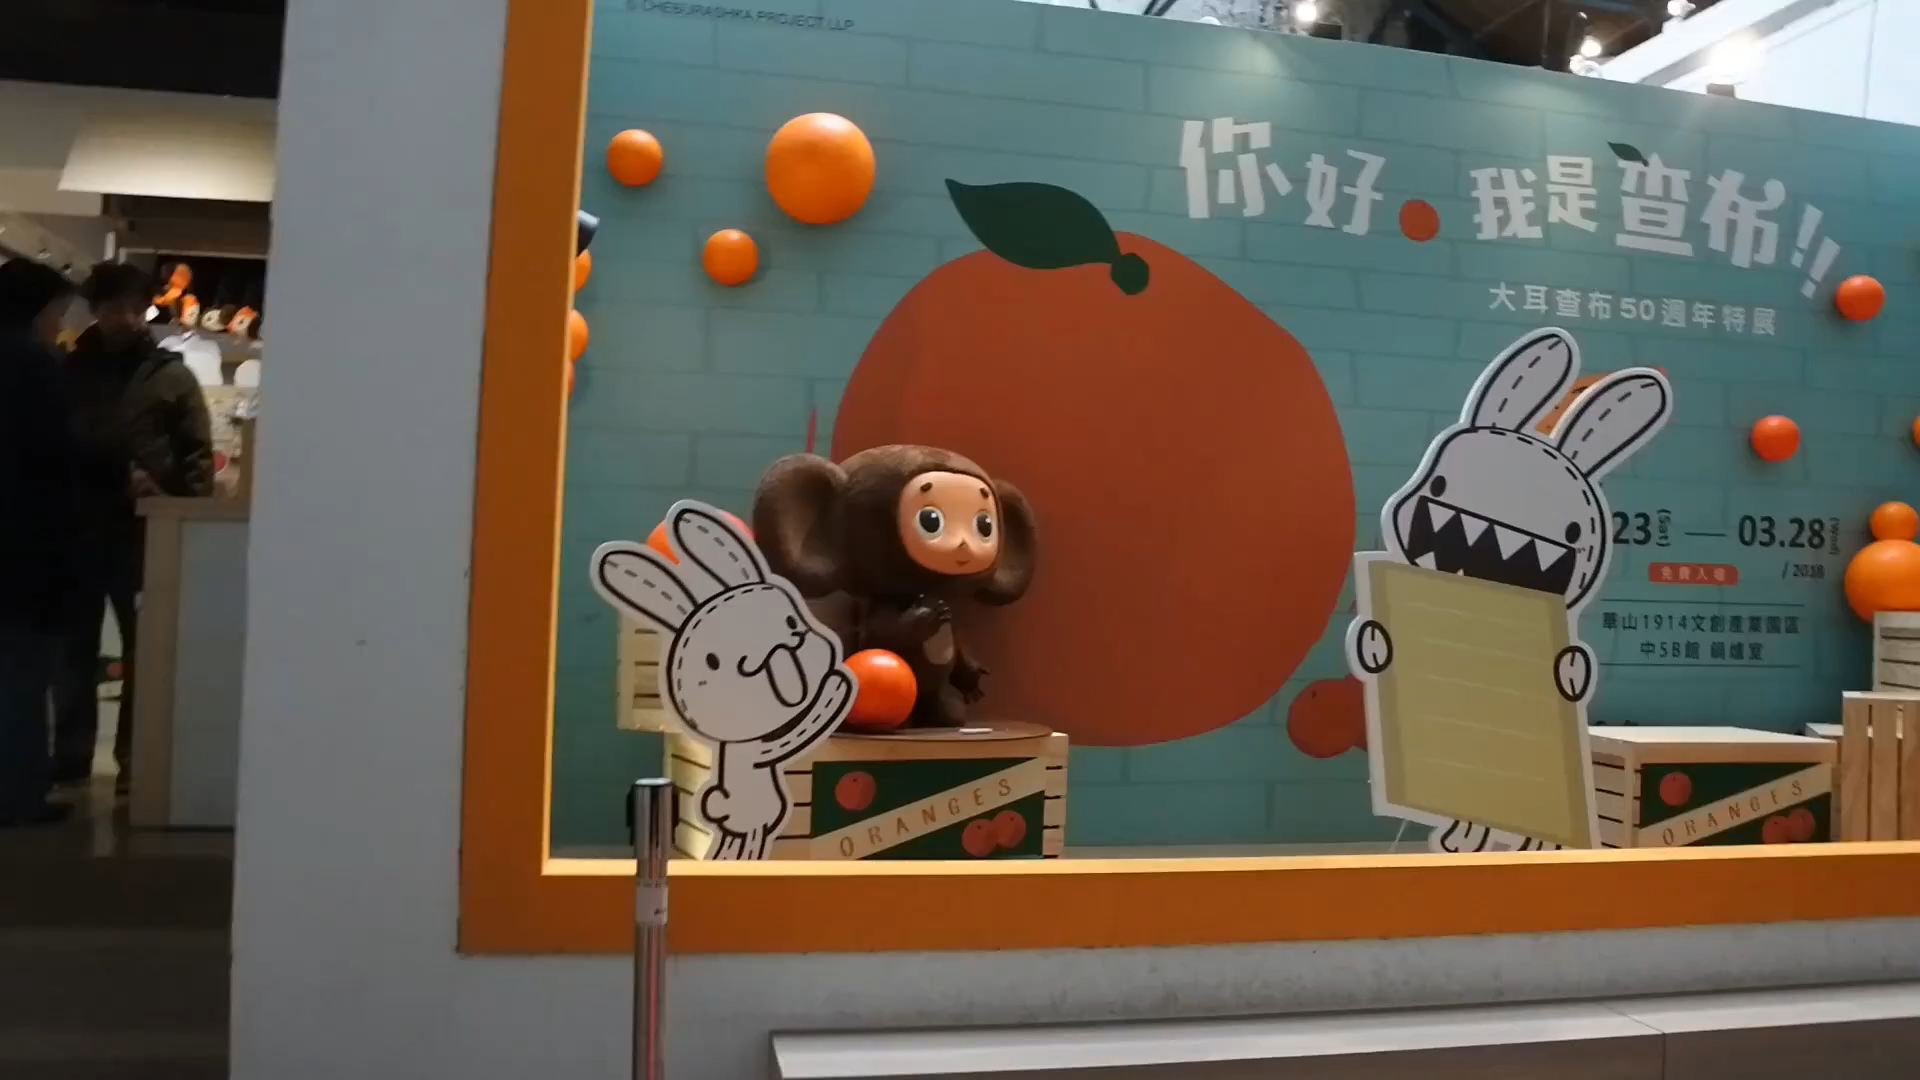 © CHEBURASHKA PROJECT LLP
你好 我是查布!!
大耳查布50週年特展
23 (Sat) — 03.28 (Wed)
免費入場 / 2018
華山1914文創產業園區
中5B館 鍋爐室
ORANGES
ORANGES